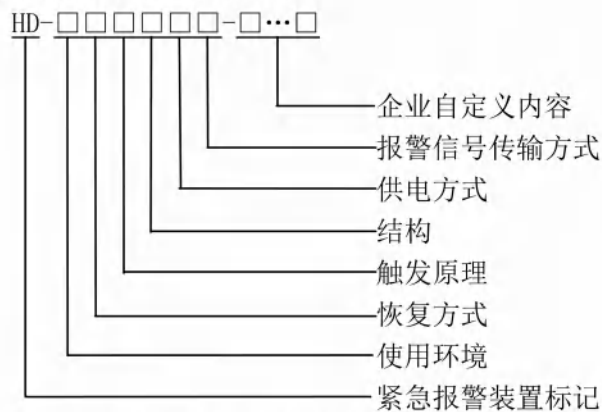 HD-□□□□□-□…□
企业自定义内容
报警信号传输方式
供电方式
结构
触发原理
恢复方式
使用环境
紧急报警装置标记